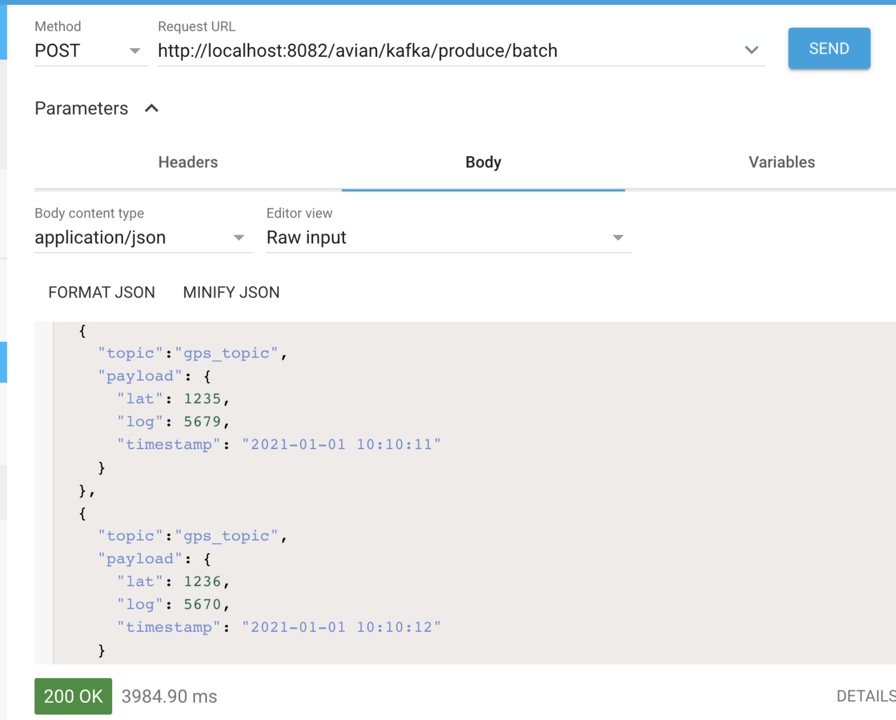 Method Request URL
POST http://localhost:8082/avian/kafka/produce/batch SEND
Parameters
Headers Body Variables
Body content type Editor view
application/json Raw input
FORMAT JSON MINIFY JSON
{
"topic":"gps_topic",
"payload": {
"lat": 1235,
"log": 5679,
"timestamp": "2021-01-01 10:10:11"
}
},
{
"topic":"gps_topic",
"payload": {
"lat": 1236,
"log": 5670,
"timestamp": "2021-01-01 10:10:12"
}
200 OK 3984.90 ms DETAILS